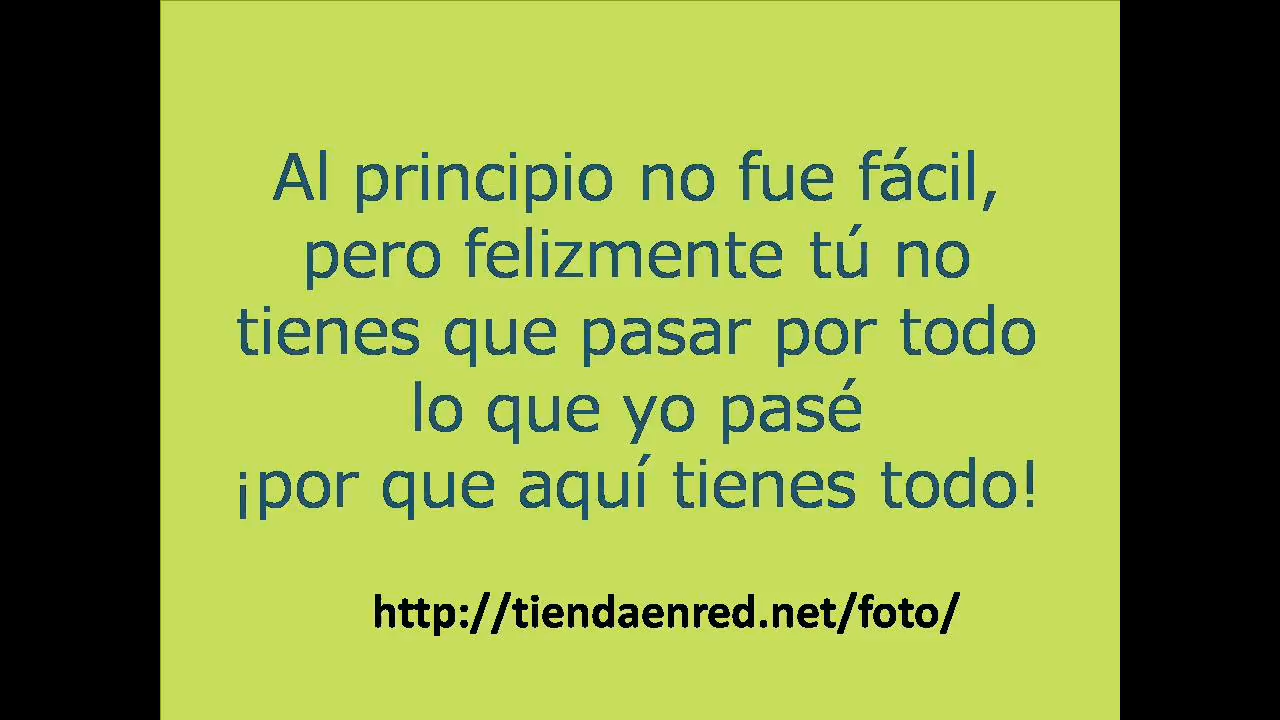 Al principio no fue fácil,
pero felizmente tú no
tienes que pasar por todo
lo que yo pasé
¡por que aquí tienes todo!
http://tiendaenred.net/foto/